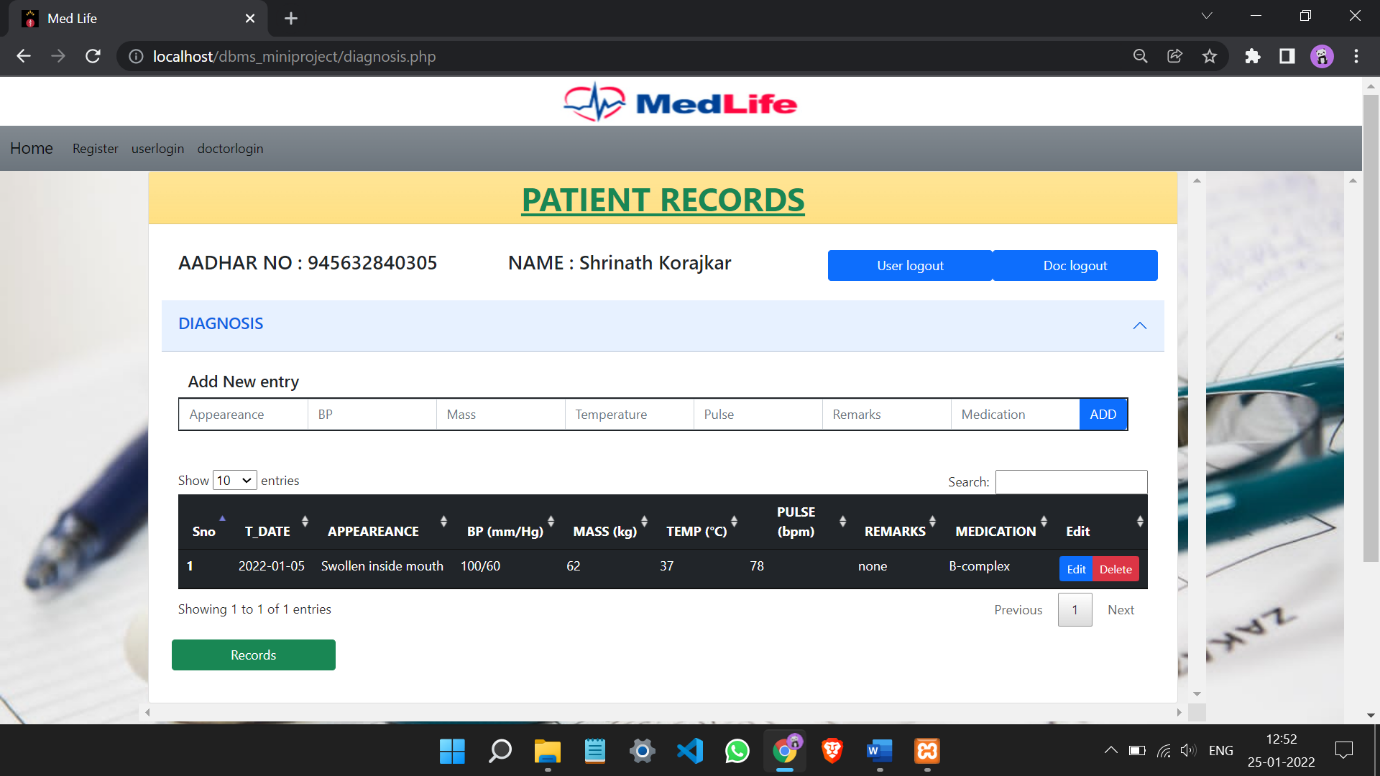 Med Life
localhost/dbms_miniproject/diagnosis.php
MedLife
Home Register userlogin doctorlogin
PATIENT RECORDS
AADHAR NO : 945632840305 NAME : Shrinath Korajkar User logout Doc logout
DIAGNOSIS
Add New entry
Appeareance BP Mass Temperature Pulse Remarks Medication ADD
Show 10 entries Search:
Sno T_DATE APPEAREANCE BP (mm/Hg) MASS (kg) TEMP (°C) PULSE (bpm) REMARKS MEDICATION Edit
1 2022-01-05 Swollen inside mouth 100/60 62 37 78 none B-complex Edit Delete
Showing 1 to 1 of 1 entries Previous 1 Next
Records
ZAK
ENG 12:52
25-01-2022